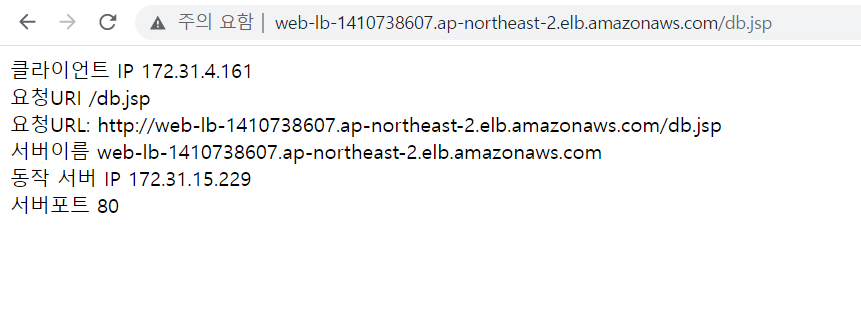 주의 요함 | web-lb-1410738607.ap-northeast-2.elb.amazonaws.com/db.jsp
클라이언트 IP 172.31.4.161
요청URI /db.jsp
요청URL: http://web-lb-1410738607.ap-northeast-2.elb.amazonaws.com/db.jsp
서버이름 web-lb-1410738607.ap-northeast-2.elb.amazonaws.com
동작 서버 IP 172.31.15.229
서버포트 80